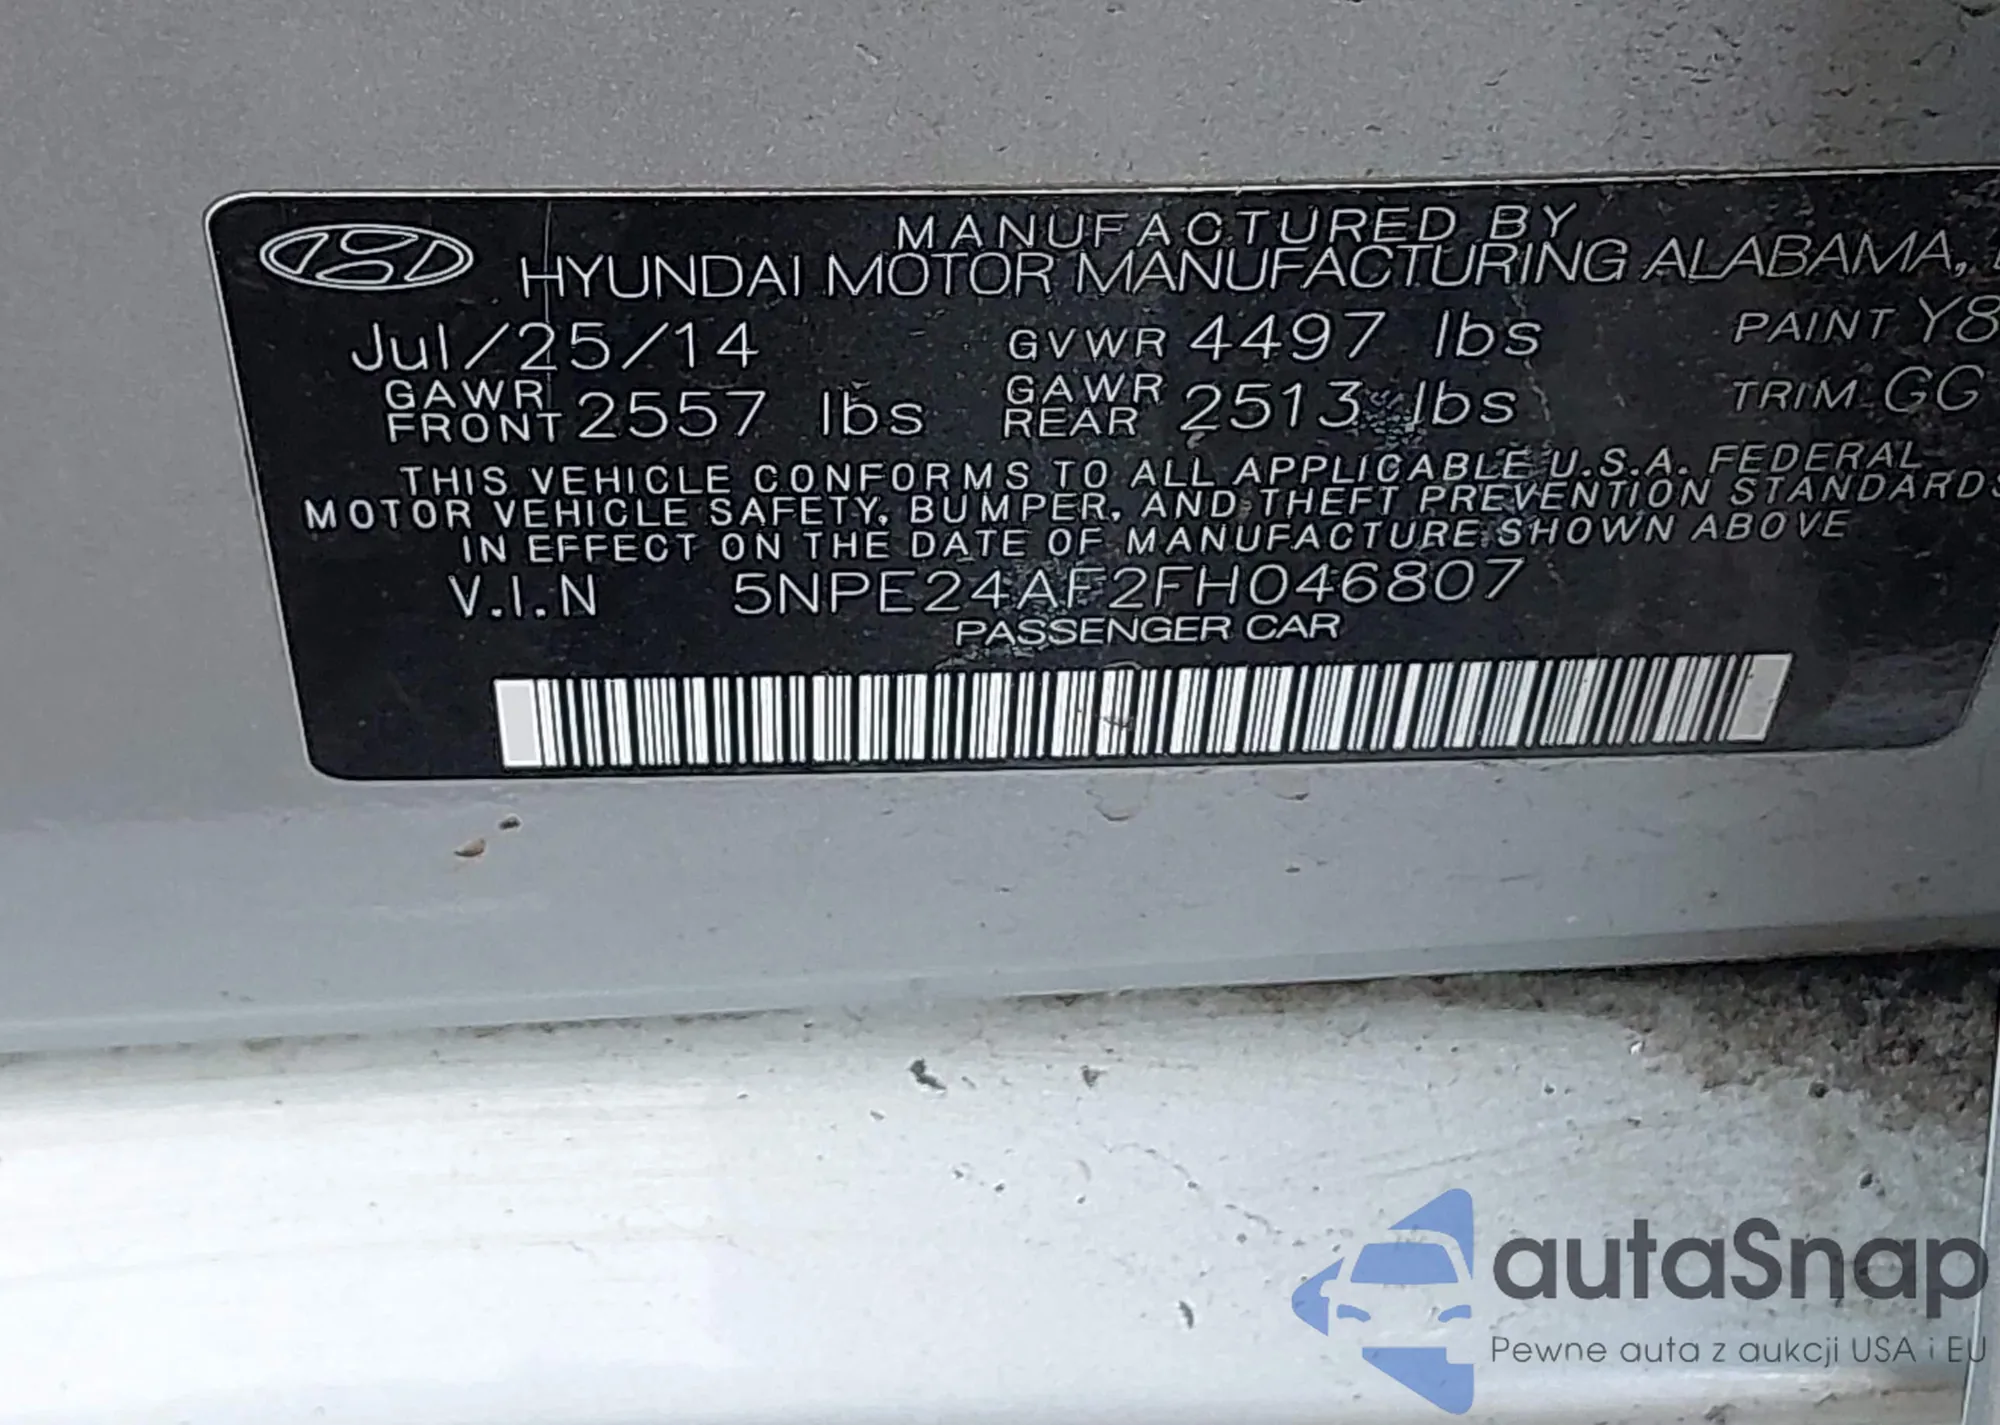 MANUFACTURED BY
HYUNDAI MOTOR MANUFACTURING ALABAMA,
Jul/25/14 GVWR 4497 lbs PAINT Y8
GAWR FRONT 2557 lbs GAWR REAR 2513 lbs TRIM GG
THIS VEHICLE CONFORMS TO ALL APPLICABLE U.S.A. FEDERAL
MOTOR VEHICLE SAFETY, BUMPER, AND THEFT PREVENTION STANDARDS
IN EFFECT ON THE DATE OF MANUFACTURE SHOWN ABOVE
V.I.N 5NPE24AF2FH046807
PASSENGER CAR
autaSnap
Pewne auta z aukcji USA i EU